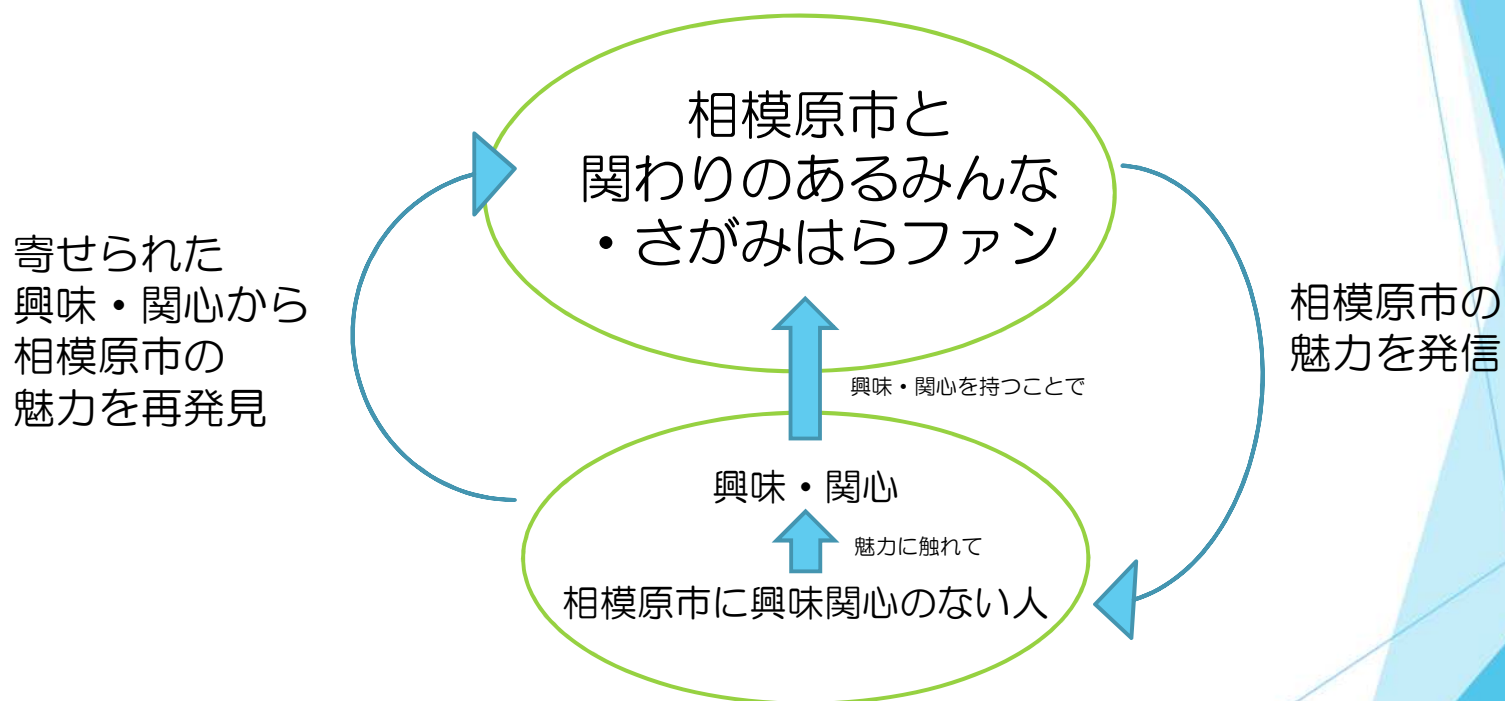 相模原市と
関わりのあるみんな
・さがみはらファン
寄せられた
興味・関心から
相模原市の
魅力を再発見
相模原市の
魅力を発信
興味・関心を持つことで
興味・関心
魅力に触れて
相模原市に興味関心のない人